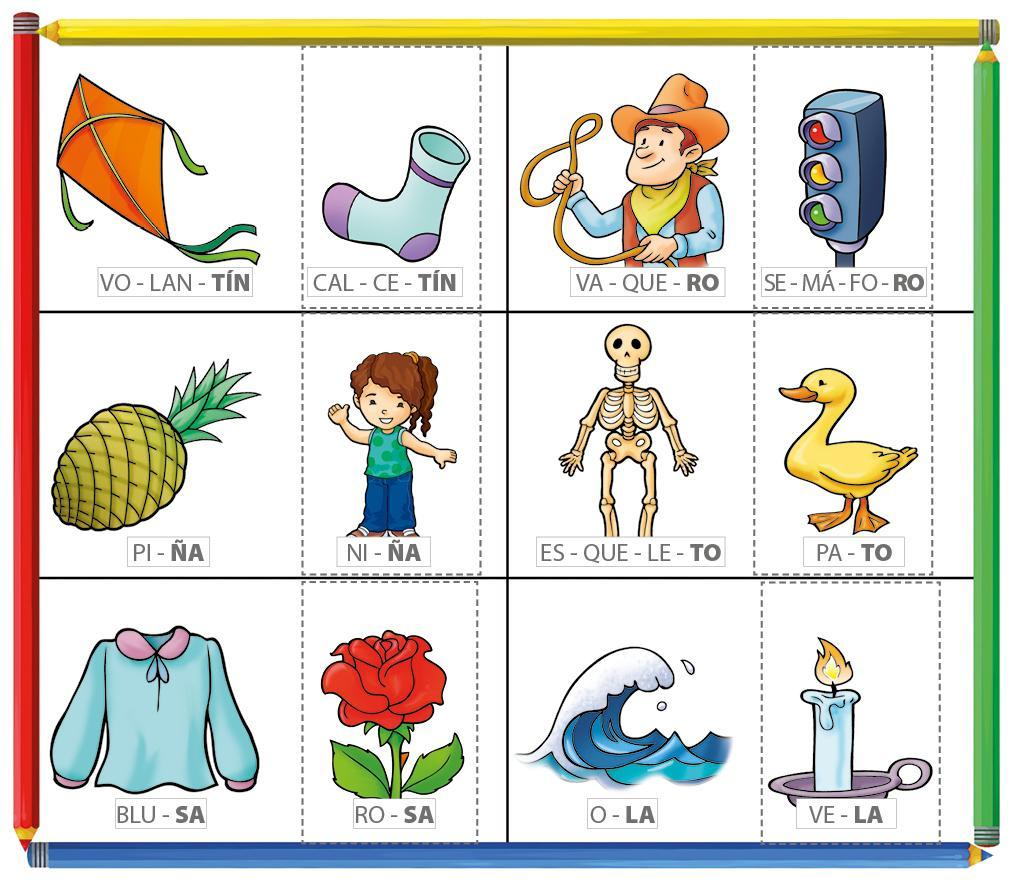 VO - LAN - TÍN
CAL - CE - TÍN
VA - QUE - RO
SE - MÁ - FO - RO
PI - ÑA
NI - ÑA
ES - QUE - LE - TO
PA - TO
BLU - SA
RO - SA
O - LA
VE - LA